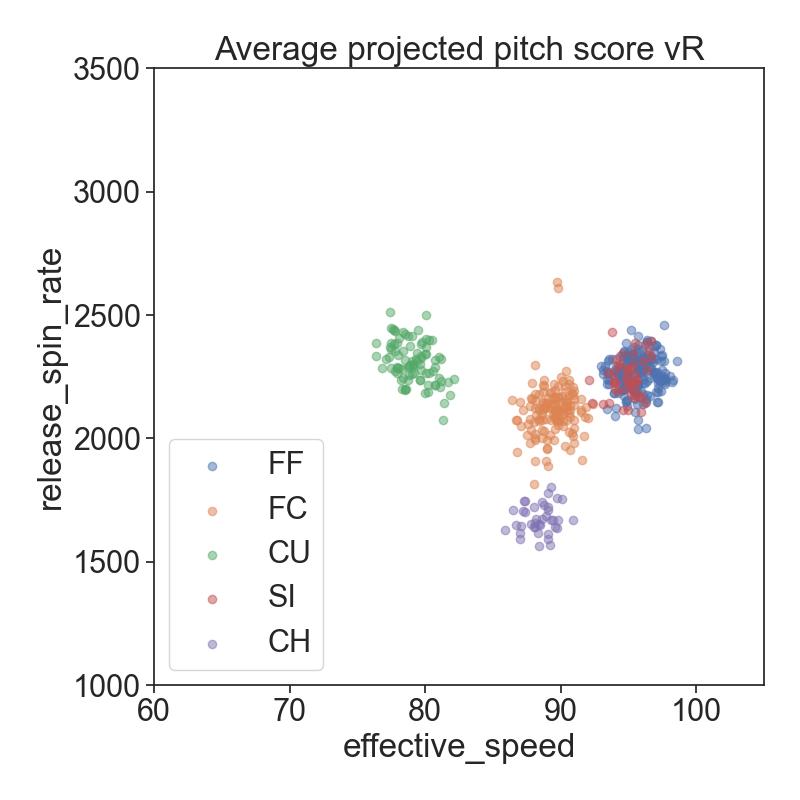 Average projected pitch score vR
release_spin_rate
3500
3000
2500
2000
1500
1000
FF
FC
CU
SI
CH
60 70 80 90 100
effective_speed